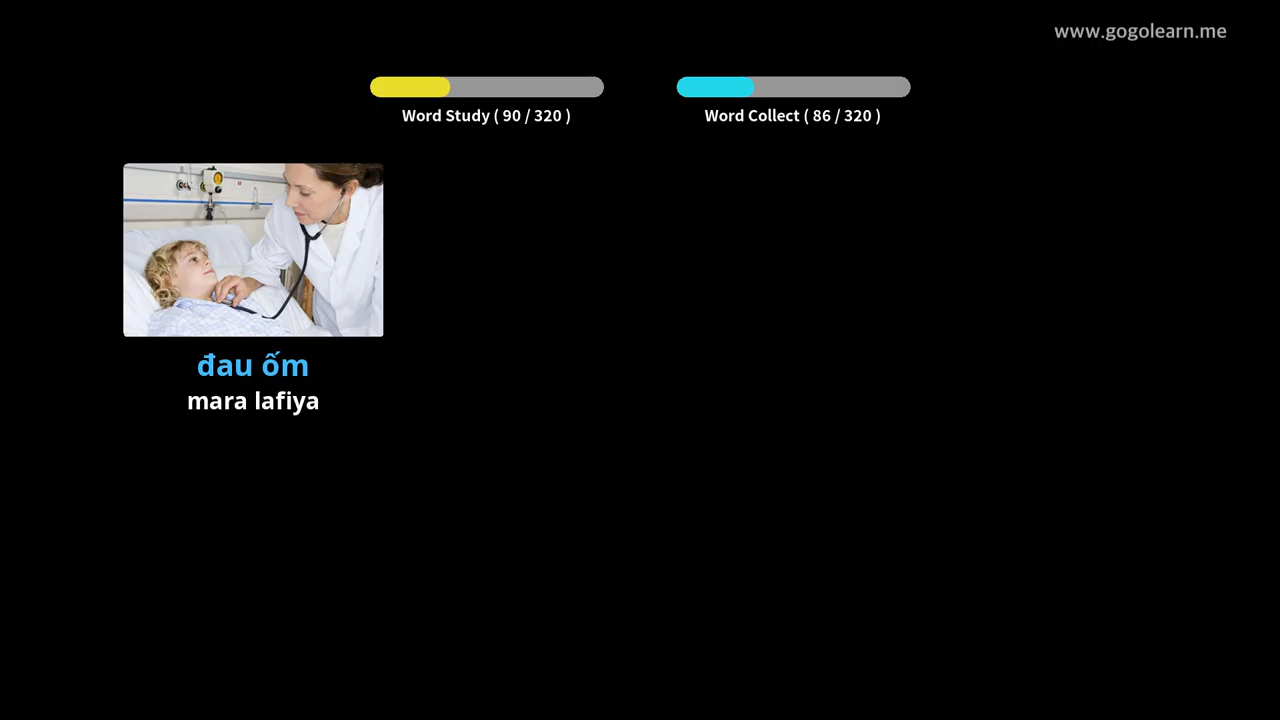 www.gogolearn.me
Word Study ( 90 / 320 )
Word Collect ( 86 / 320 )
đau ốm
mara lafiya